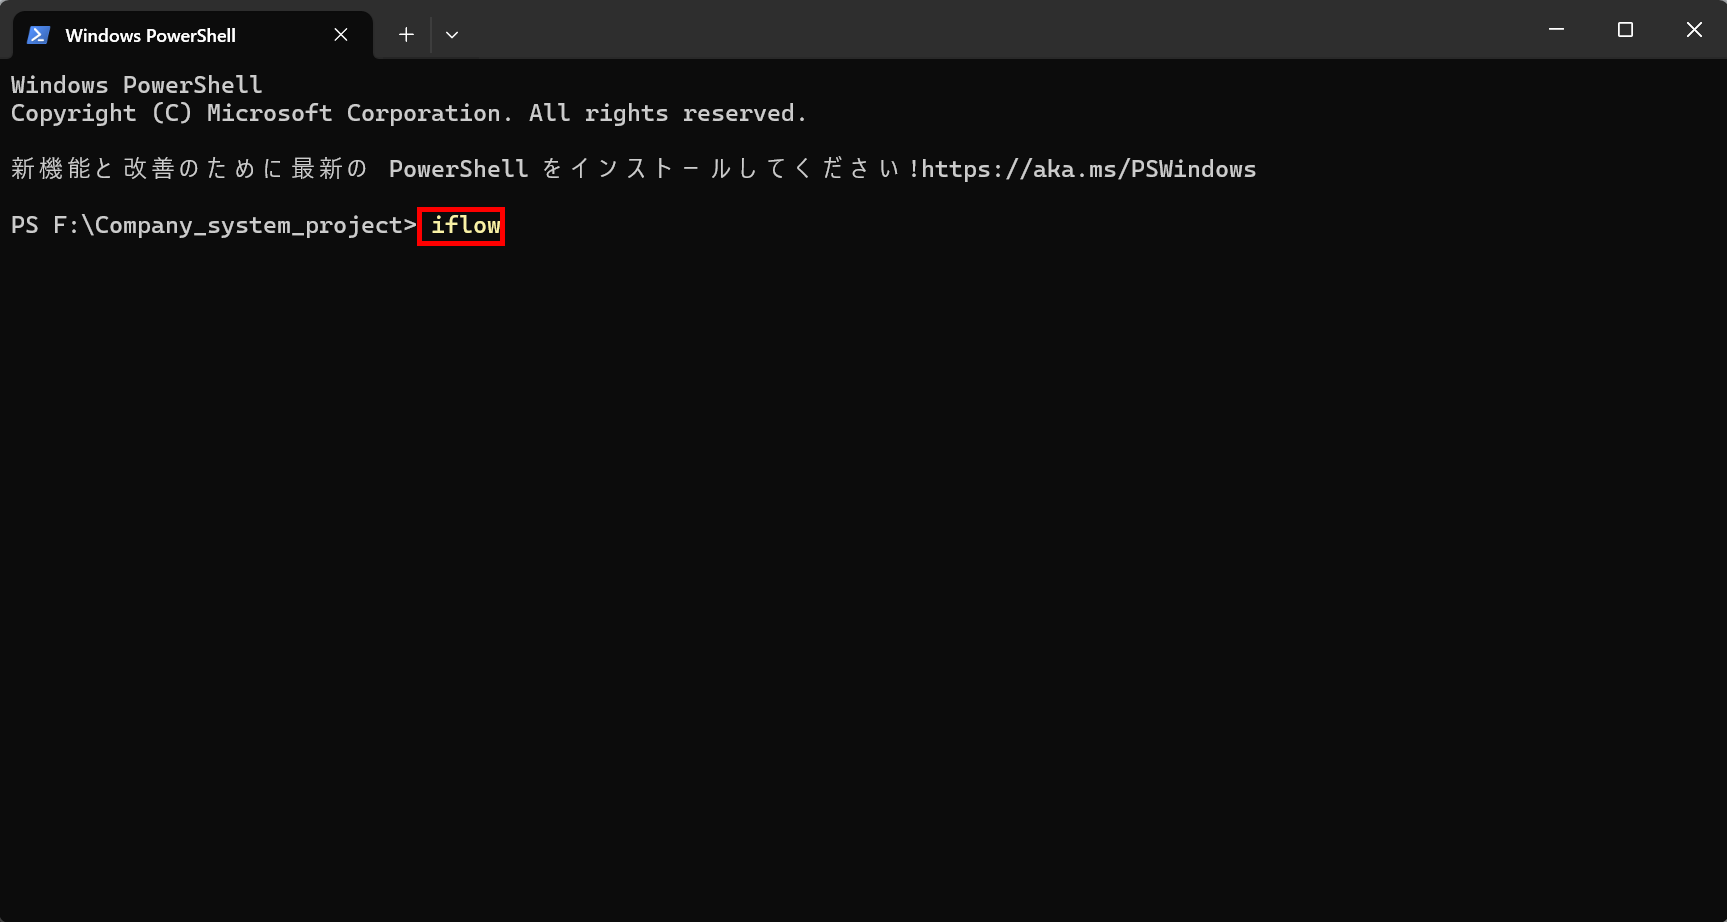 Windows PowerShell
Windows PowerShell
Copyright (C) Microsoft Corporation. All rights reserved.
新機能と改善のために最新の PowerShell をインストールしてください!https://aka.ms/PSWindows
PS F:\Company_system_project> iflow